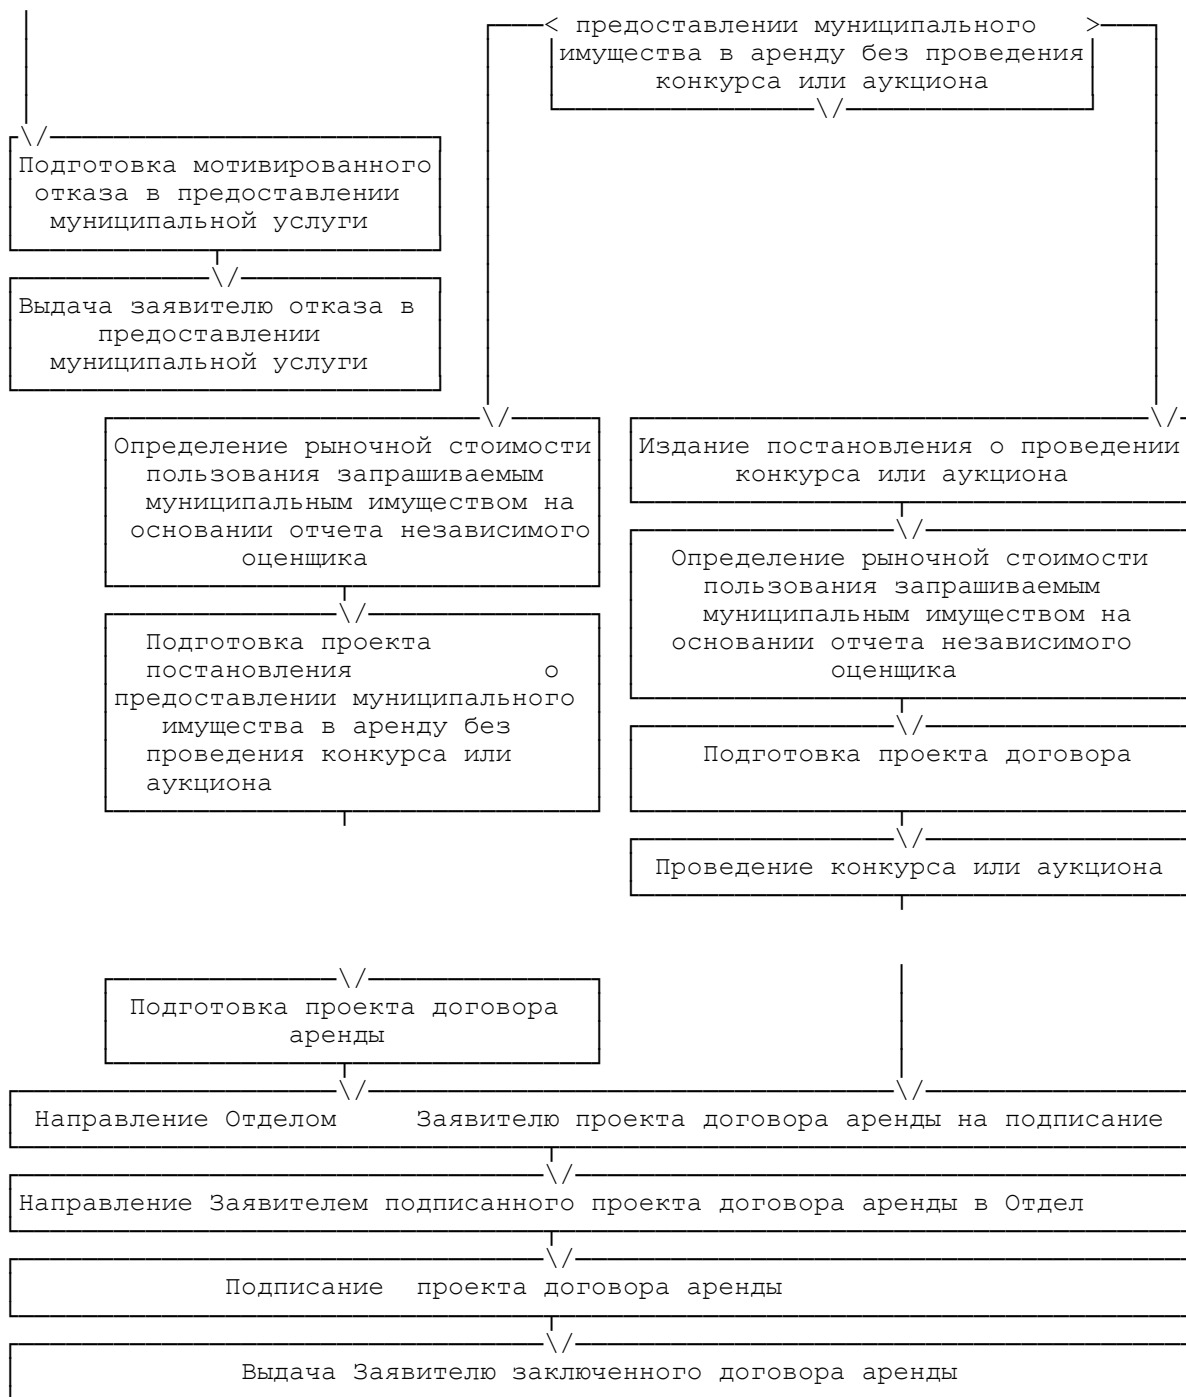 предоставлении муниципального
имущества в аренду без проведения
конкурса или аукциона
Подготовка мотивированного
отказа в предоставлении
муниципальной услуги
Выдача заявителю отказа в
предоставлении
муниципальной услуги
Определение рыночной стоимости
пользования запрашиваемым
муниципальным имуществом на
основании отчета независимого
оценщика
Подготовка проекта
постановления о
предоставлении муниципального
имущества в аренду без
проведения конкурса или
аукциона
Издание постановления о проведении
конкурса или аукциона
Определение рыночной стоимости
пользования запрашиваемым
муниципальным имуществом на
основании отчета независимого
оценщика
Подготовка проекта договора
Проведение конкурса или аукциона
Подготовка проекта договора
аренды
Направление Отделом Заявителю проекта договора аренды на подписание
Направление Заявителем подписанного проекта договора аренды в Отдел
Подписание проекта договора аренды
Выдача Заявителю заключенного договора аренды